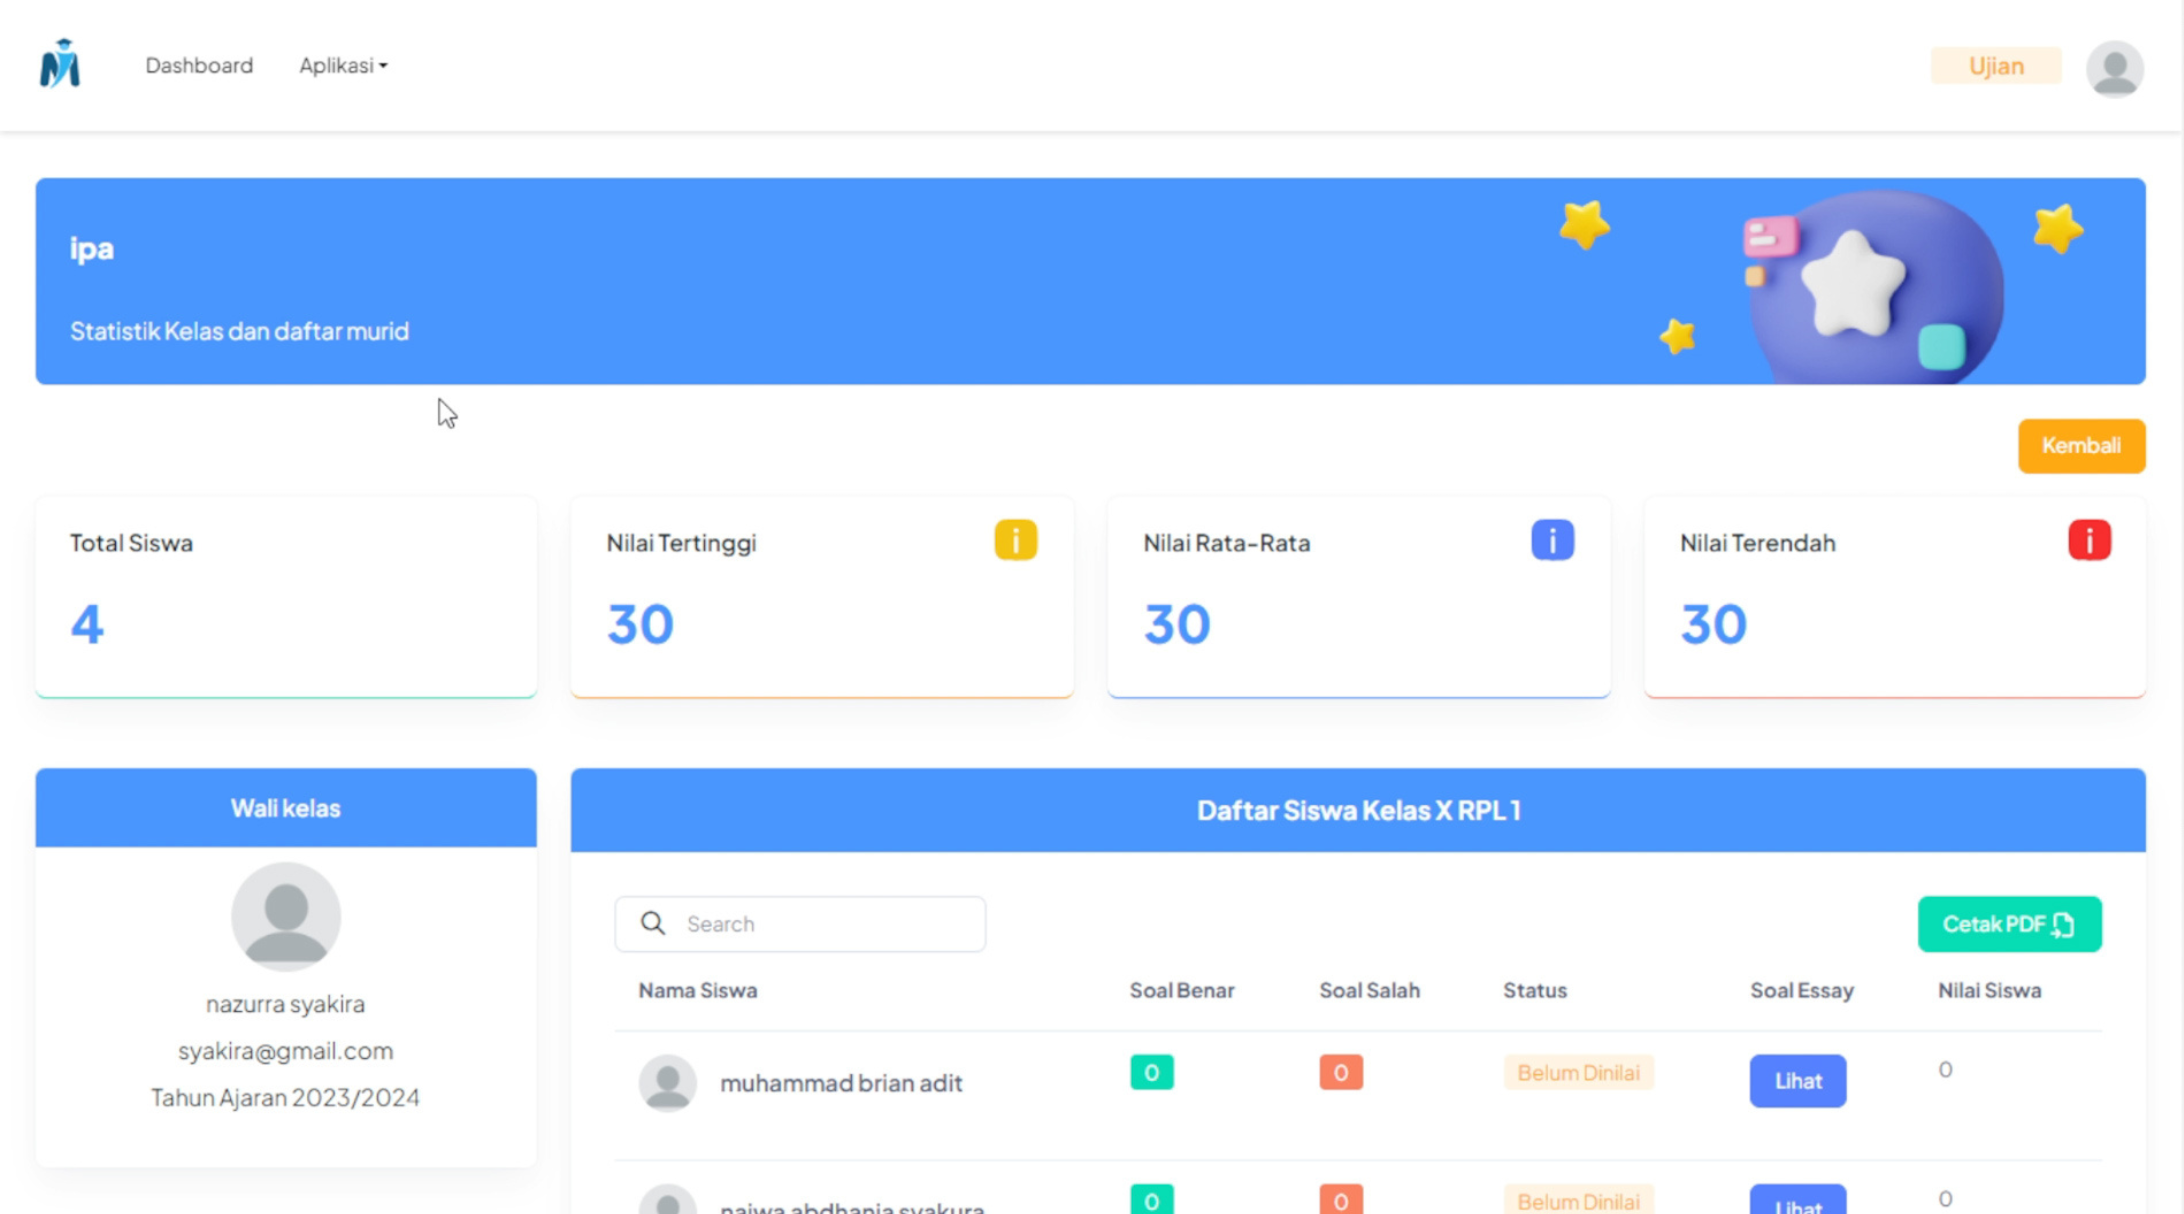 Dashboard
Aplikasi
Ujian
ipa
Statistik Kelas dan daftar murid
Kembali
Total Siswa
4
Nilai Tertinggi
30
Nilai Rata-Rata
30
Nilai Terendah
30
Wali kelas
nazurra syakira
syakira@gmail.com
Tahun Ajaran 2023/2024
Daftar Siswa Kelas X RPL 1
Search
Cetak PDF
Nama Siswa Soal Benar Soal Salah Status Soal Essay Nilai Siswa
muhammad brian adit 0 0 Belum Dinilai Lihat 0
najwa abdhania syakura 0 0 Belum Dinilai Lihat 0